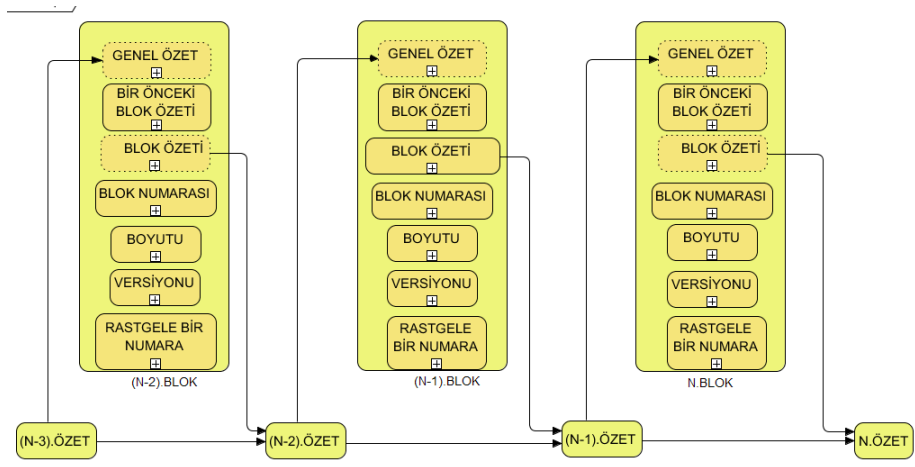 GENEL ÖZET
BİR ÖNCEKİ
BLOK ÖZETİ
BLOK ÖZETİ
BLOK NUMARASI
BOYUTU
VERSİYONU
RASTGELE BİR
NUMARA
(N-2).BLOK
GENEL ÖZET
BİR ÖNCEKİ
BLOK ÖZETİ
BLOK ÖZETİ
BLOK NUMARASI
BOYUTU
VERSİYONU
RASTGELE
BİR NUMARA
(N-1).BLOK
GENEL ÖZET
BİR ÖNCEKİ
BLOK ÖZETİ
BLOK ÖZETİ
BLOK NUMARASI
BOYUTU
VERSİYONU
RASTGELE
BİR NUMARA
N.BLOK
(N-3).ÖZET
(N-2).ÖZET
(N-1).ÖZET
N.ÖZET